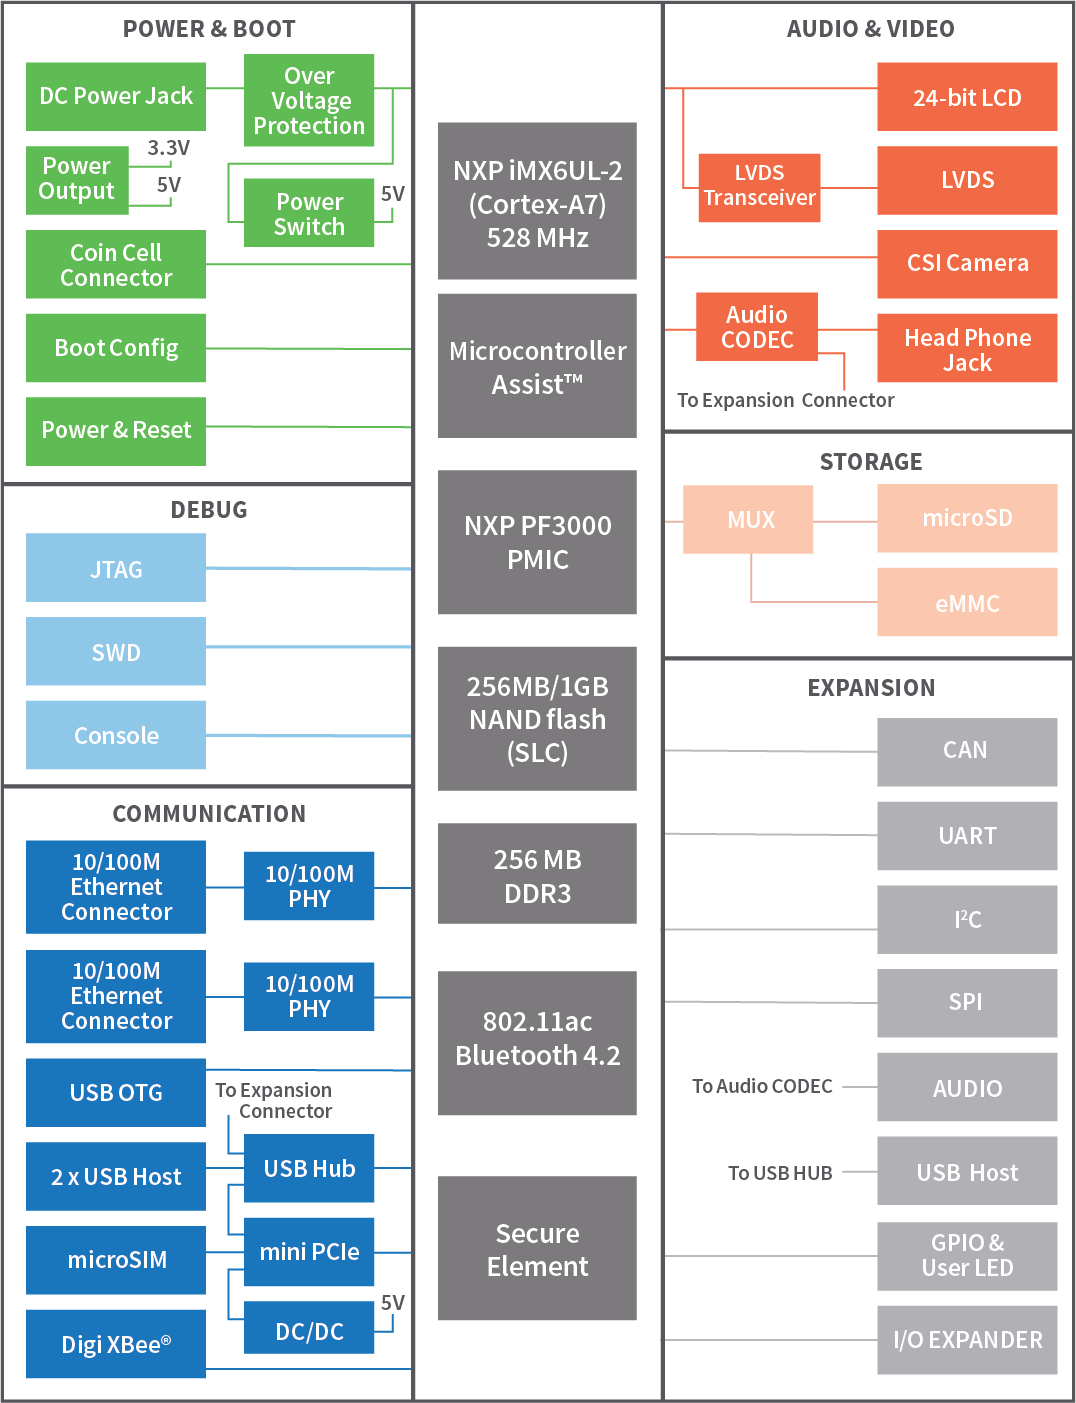 POWER & BOOT
DC Power Jack
Over
Voltage
Protection
Power
Output
3.3V
5V
Power
Switch
5V
Coin Cell
Connector
Boot Config
Power & Reset
DEBUG
JTAG
SWD
Console
COMMUNICATION
10/100M
Ethernet
Connector
10/100M
PHY
10/100M
Ethernet
Connector
10/100M
PHY
USB OTG
To Expansion
Connector
2 x USB Host
USB Hub
microSIM
mini PCIe
Digi XBee®
DC/DC
5V
NXP iMX6UL-2
(Cortex-A7)
528 MHz
Microcontroller
Assist™
NXP PF3000
PMIC
256MB/1GB
NAND flash
(SLC)
256 MB
DDR3
802.11ac
Bluetooth 4.2
Secure
Element
AUDIO & VIDEO
24-bit LCD
LVDS
Transceiver
LVDS
CSI Camera
Audio
CODEC
Head Phone
Jack
To Expansion Connector
STORAGE
MUX
microSD
eMMC
EXPANSION
CAN
UART
I²C
SPI
To Audio CODEC
AUDIO
To USB HUB
USB Host
GPIO &
User LED
I/O EXPANDER